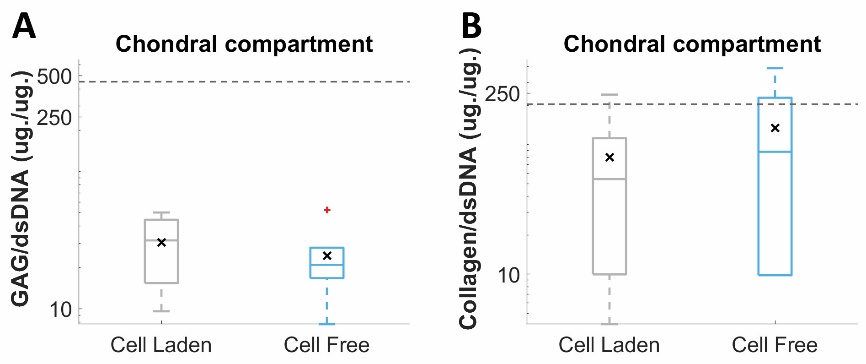 A
Chondral compartment
GAG/dsDNA (ug./ug.)
500
250
10
Cell Laden
Cell Free
B
Chondral compartment
Collagen/dsDNA (ug./ug.)
250
10
Cell Laden
Cell Free